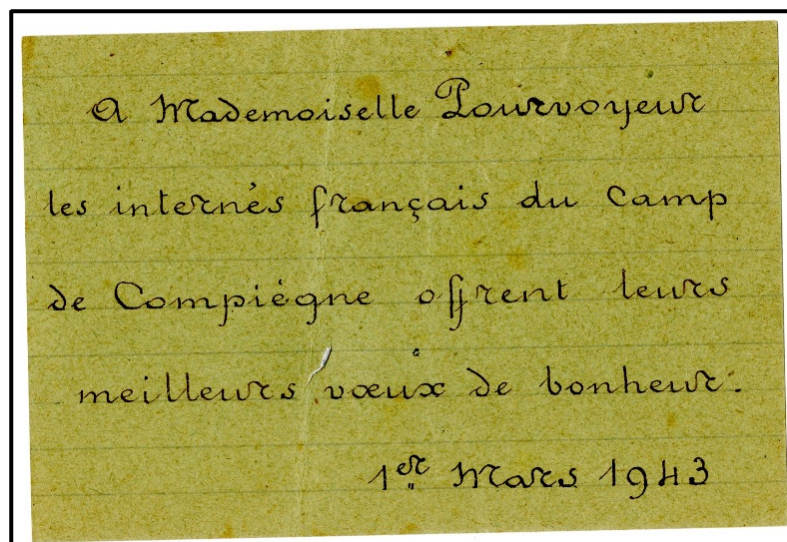 A Mademoiselle Pourvoyeur
les internés français du Camp
de Compiègne offrent leurs
meilleurs vœux de bonheur.
1er Mars 1943